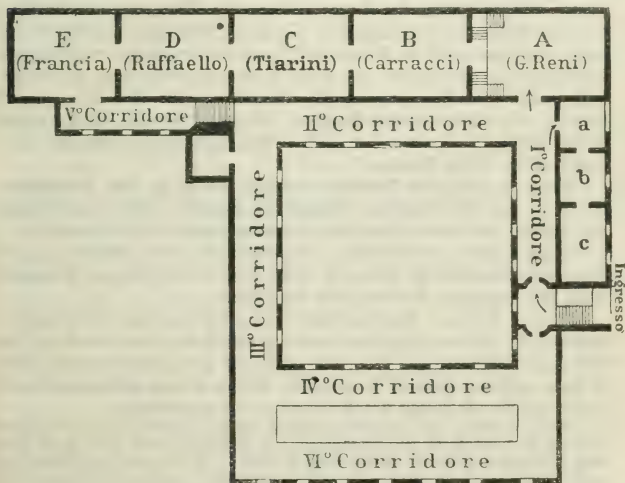 E D C B A
(Francia) (Raffaello) (Tiarini) (Carracci) (G. Reni)
V° Corridore
II° Corridore
a
I° Corridore
b
c
III° Corridore
Ingresso
IV° Corridore
VI° Corridore